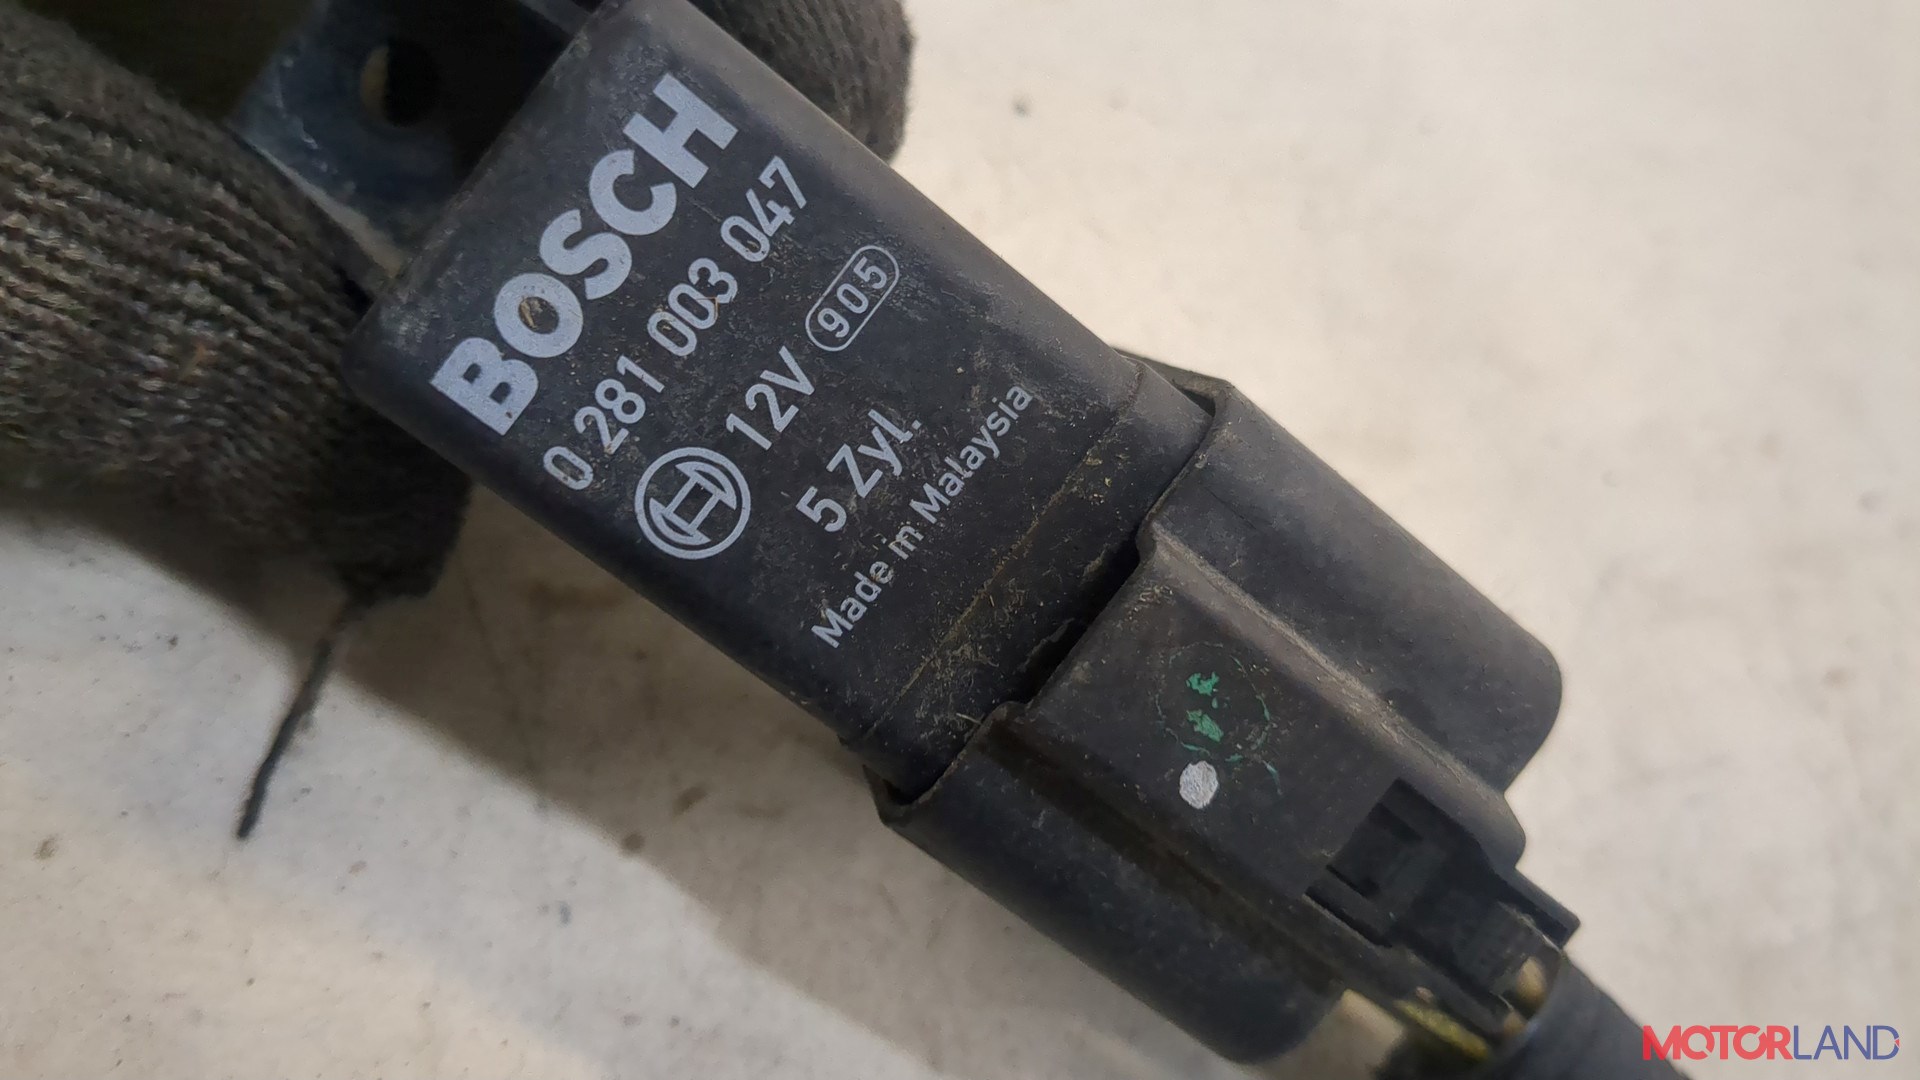 BOSCH
0 281 003 047
12V 905
5 Zyl.
Made in Malaysia
MOTORLAND